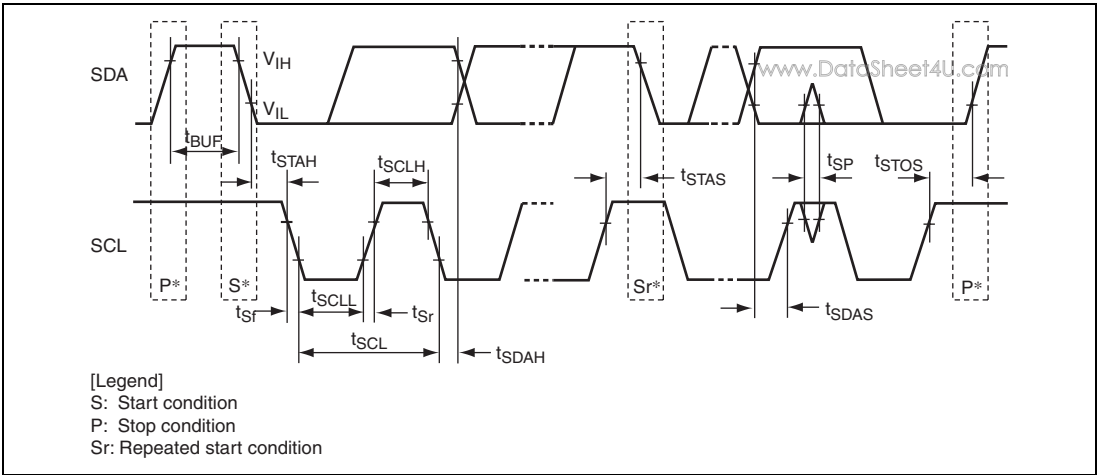 SDA
VIH
VIL
www.DataSheet4U.com
tBUF
tSTAH
tSCLH
tSTAS
tSP
tSTOS
SCL
P*
S*
Sr*
P*
tSf
tSCLL
tSr
tSDAS
tSCL
tSDAH
[Legend]
S: Start condition
P: Stop condition
Sr: Repeated start condition